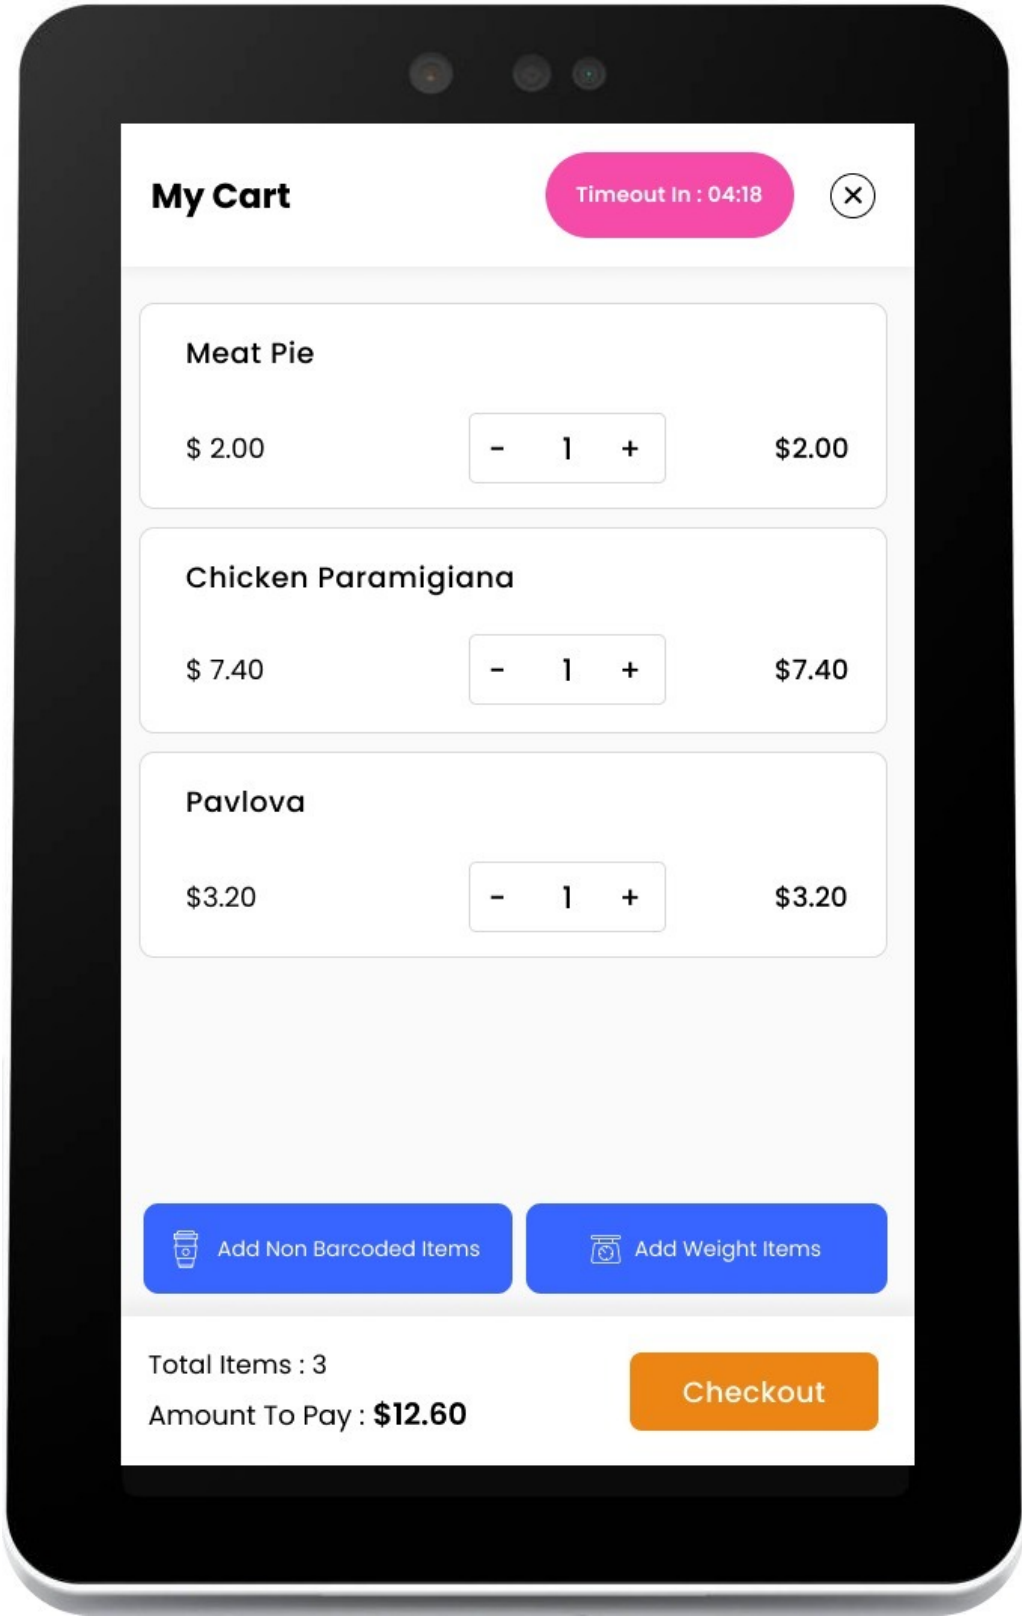 My Cart
Timeout In : 04:18
Meat Pie
$ 2.00 - 1 + $2.00
Chicken Paramigiana
$ 7.40 - 1 + $7.40
Pavlova
$3.20 - 1 + $3.20
Add Non Barcoded Items
Add Weight Items
Total Items : 3
Amount To Pay : $12.60
Checkout